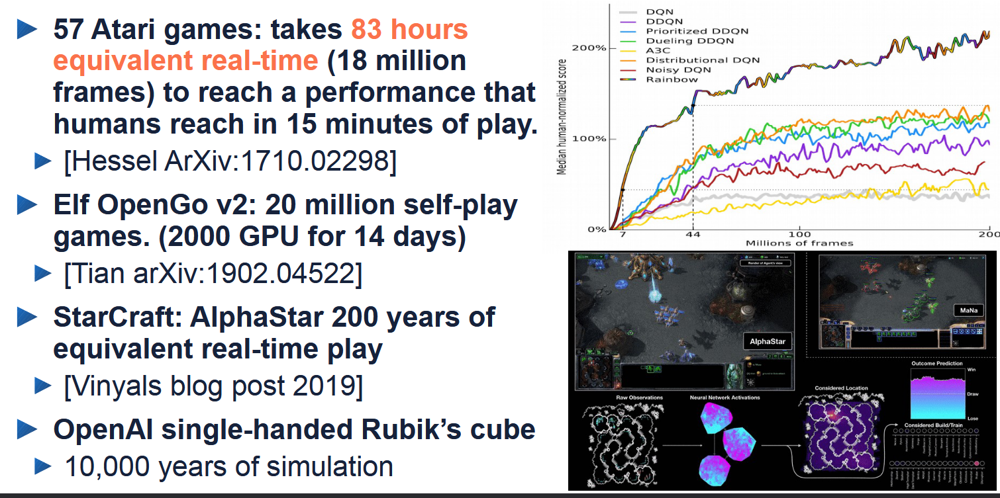 57 Atari games: takes 83 hours
equivalent real-time (18 million
frames) to reach a performance that
humans reach in 15 minutes of play.
[Hessel ArXiv:1710.02298]
Elf OpenGo v2: 20 million self-play
games. (2000 GPU for 14 days)
[Tian arXiv:1902.04522]
StarCraft: AlphaStar 200 years of
equivalent real-time play
[Vinyals blog post 2019]
OpenAI single-handed Rubik's cube
10,000 years of simulation
DQN
DDQN
Prioritized DDQN
Dueling DDQN
A3C
Distributional DQN
Noisy DQN
Rainbow
Median human-normalized score
200%
100%
0%
7
44
100
200
Millions of frames
Render of Agent's view
AlphaStar
MaNa
Raw Observations
Neural Network Activations
Considered Location
Outcome Prediction
Win
Draw
Lose
Considered Build/Train